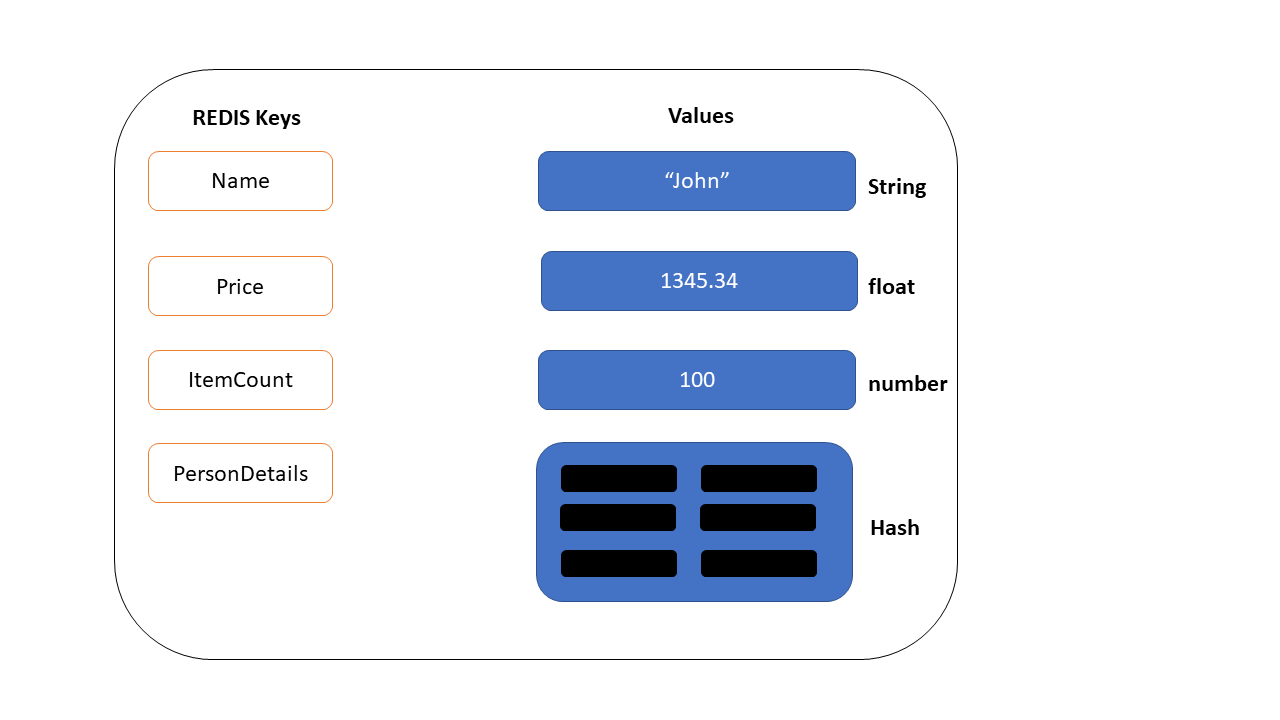 REDIS Keys
Values
Name
“John”
String
Price
1345.34
float
ItemCount
100
number
PersonDetails
Hash